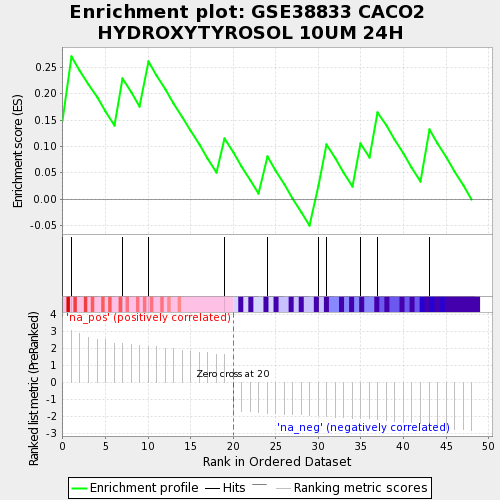 Enrichment plot: GSE38833 CACO2
HYDROXYTYROSOL 10UM 24H
Enrichment score (ES)
0.25
0.20
0.15
0.10
0.05
0.00
-0.05
'na_pos' (positively correlated)
Ranked list metric (PreRanked)
4
3
2
1
0
-1
-2
-3
Zero cross at 20
'na_neg' (negatively correlated)
0 5 10 15 20 25 30 35 40 45 50
Rank in Ordered Dataset
Enrichment profile Hits Ranking metric scores